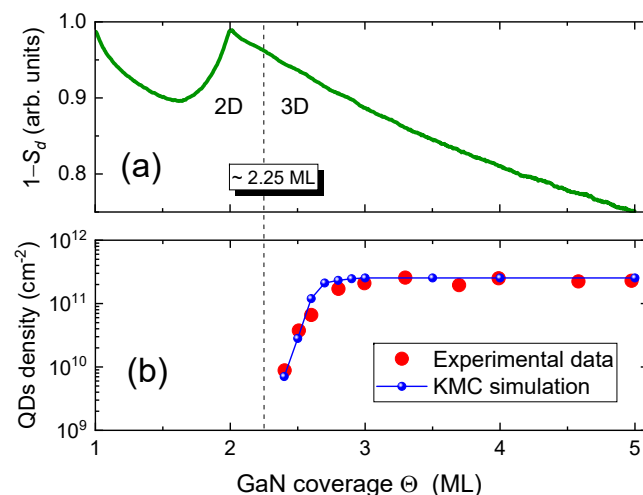 1.0
0.9
0.8
1–S_d (arb. units)
2D
3D
(a)
~ 2.25 ML
10^12
10^11
10^10
10^9
QDs density (cm^-2)
(b)
Experimental data
KMC simulation
1 2 3 4 5
GaN coverage Θ (ML)